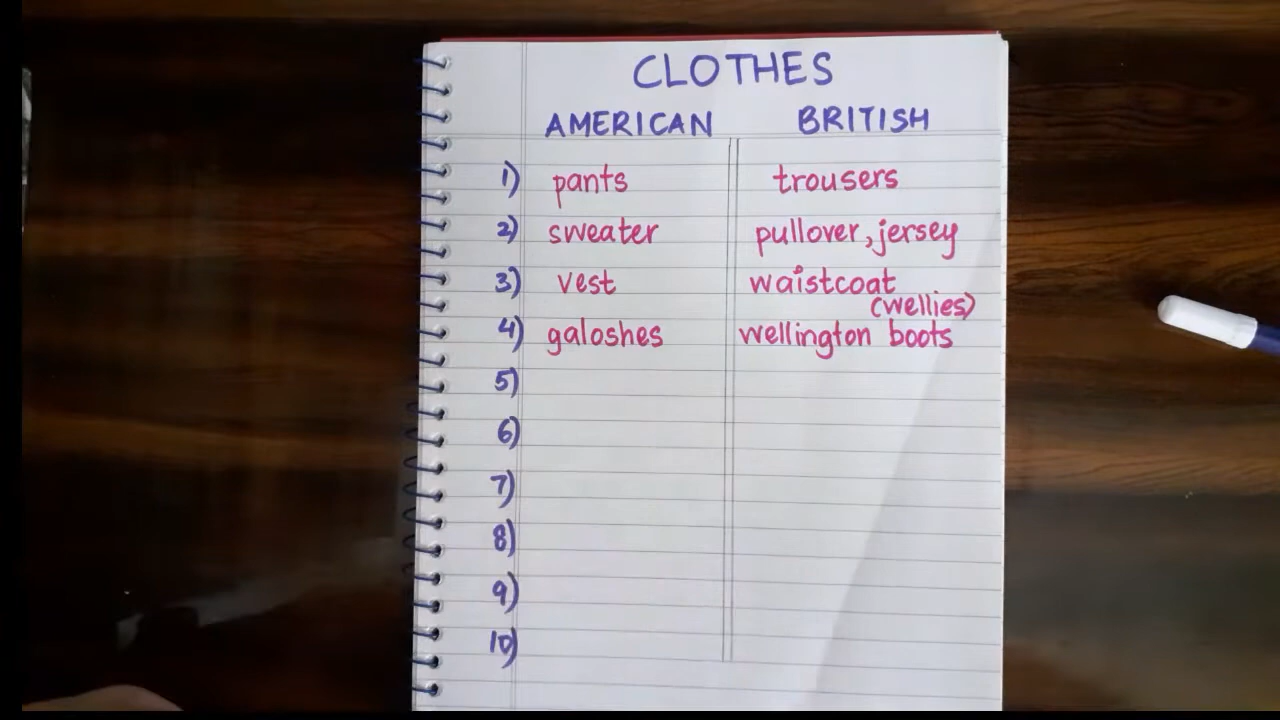 CLOTHES
AMERICAN BRITISH
1) pants trousers
2) sweater pullover, jersey
3) vest waistcoat
(wellies)
4) galoshes wellington boots
5)
6)
7)
8)
9)
10)